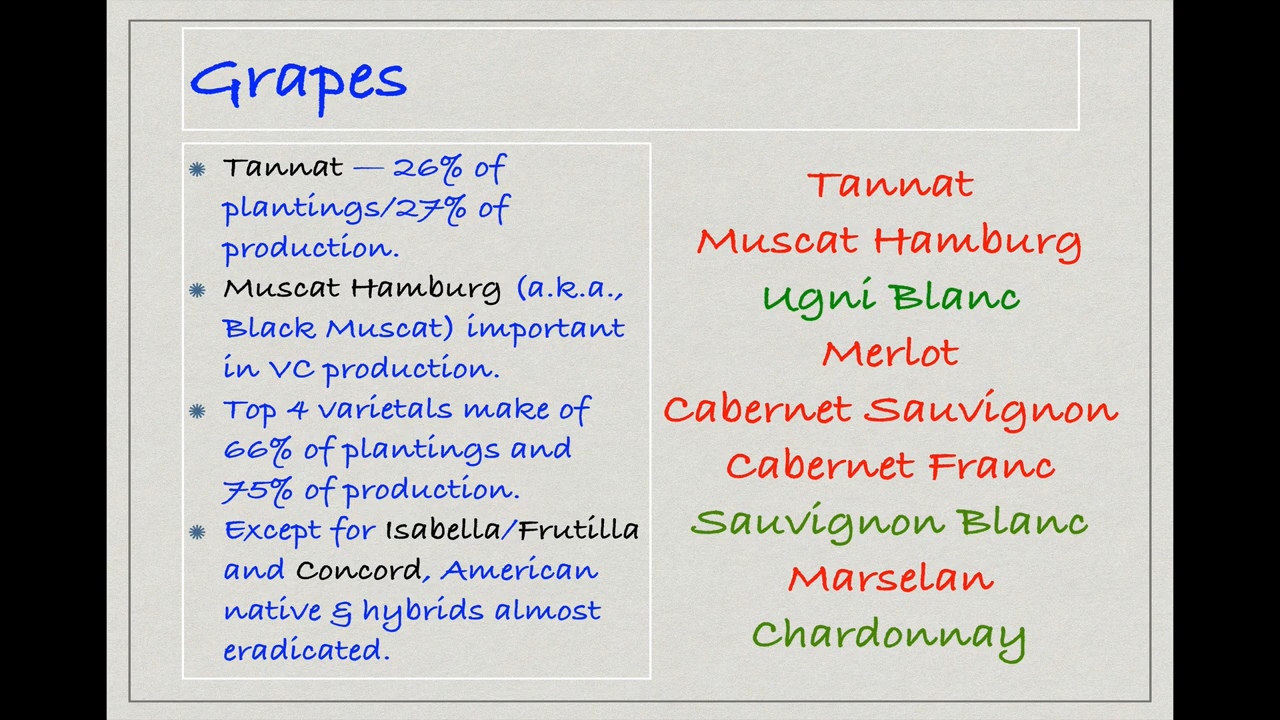 Grapes
Tannat — 26% of
plantings/27% of
production.
Muscat Hamburg (a.k.a.,
Black Muscat) important
in VC production.
Top 4 varietals make of
66% of plantings and
75% of production.
Except for Isabella/Frutilla
and Concord, American
native & hybrids almost
eradicated.
Tannat
Muscat Hamburg
Ugni Blanc
Merlot
Cabernet Sauvignon
Cabernet Franc
Sauvignon Blanc
Marselan
Chardonnay